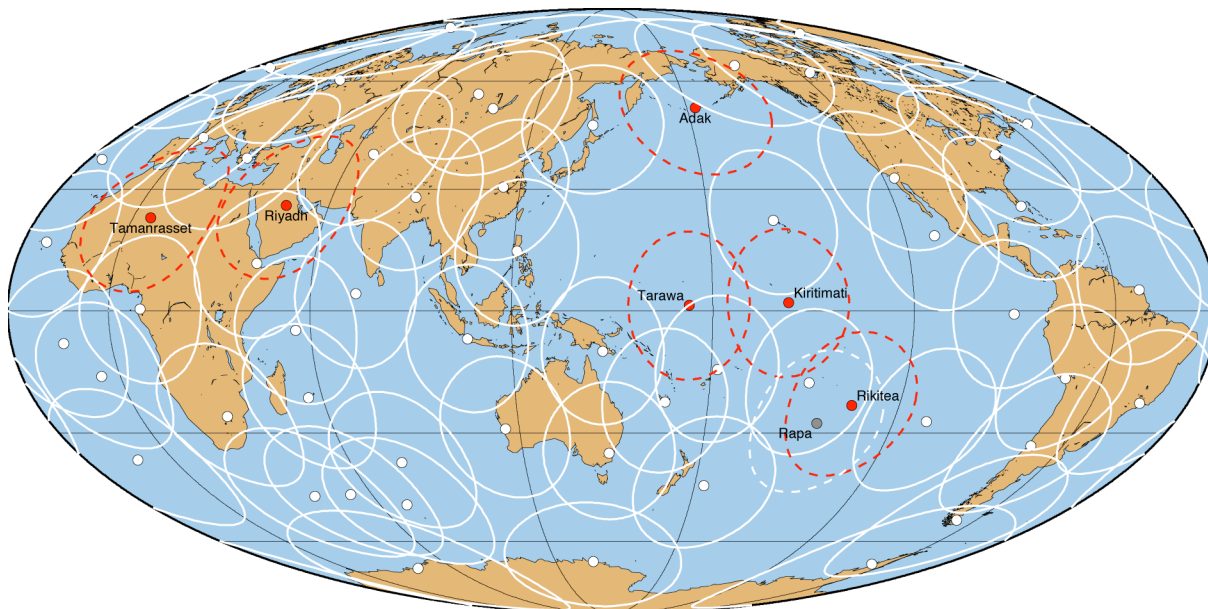 Adak
Riyadh
Tamanrasset
Tarawa
Kiritimati
Rikitea
Rapa